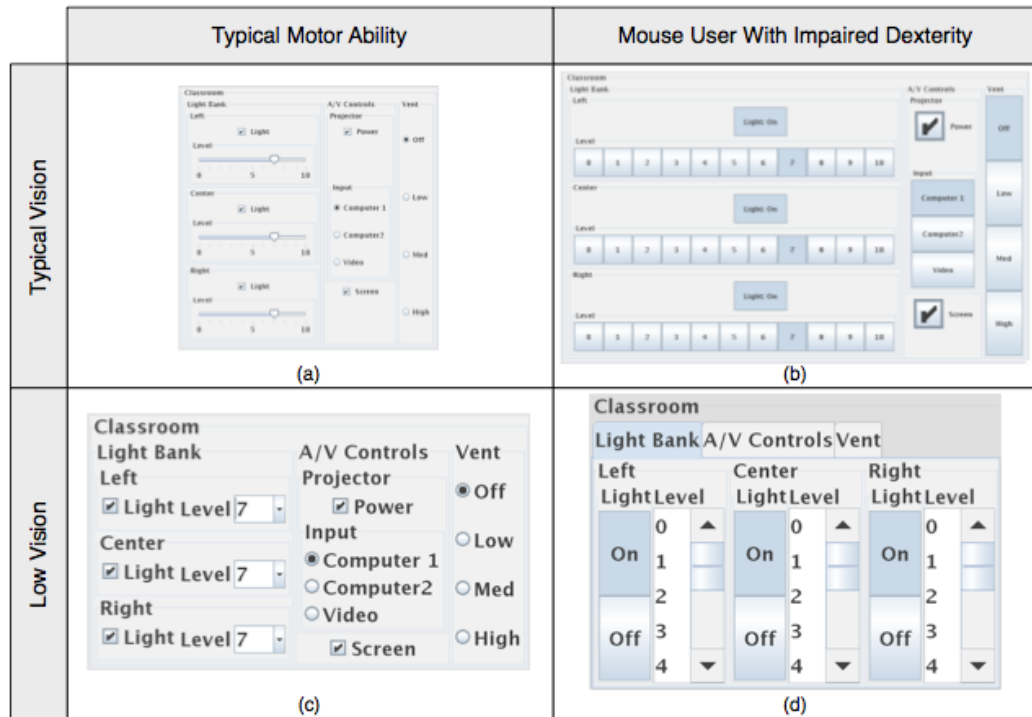 Typical Motor Ability
Mouse User With Impaired Dexterity
Typical Vision
Classroom
Light Bank A/V Controls Vent
Left Projector
Light Power Off
Level
0 5 10
Center Input
Light Computer 1 Low
Level Computer2
0 5 10 Video Med
Right
Light Screen
Level High
0 5 10
(a)
Classroom
Light Bank A/V Controls Vent
Left Projector
Light: On Power Off
Level
0 1 2 3 4 5 6 7 8 9 10
Center Input
Light: On Computer 1 Low
Level Computer2
0 1 2 3 4 5 6 7 8 9 10
Right Video Med
Light: On Screen
Level High
0 1 2 3 4 5 6 7 8 9 10
(b)
Low Vision
Classroom
Light Bank A/V Controls Vent
Left Projector
Light Level 7 Power Off
Center Input
Light Level 7 Computer 1 Low
Computer2 Med
Right Video
Light Level 7 Screen High
(c)
Classroom
Light Bank A/V Controls Vent
Left Center Right
Light Level Light Level Light Level
0 0 0
On 1 On 1 On 1
2 2 2
Off 3 Off 3 Off 3
4 4 4
(d)